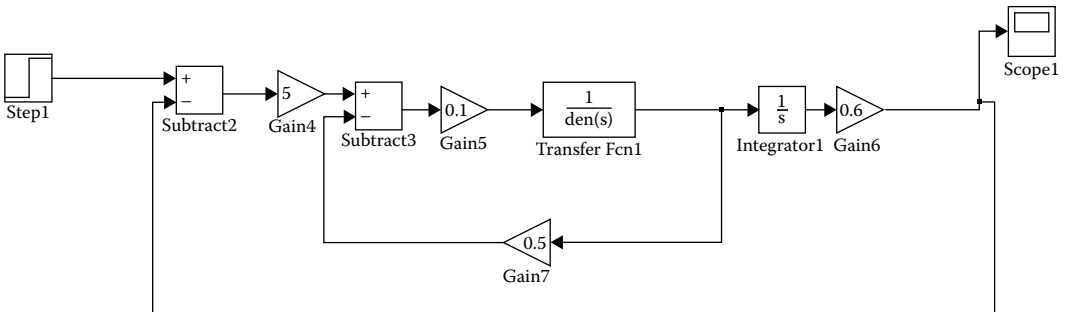 Step1
+
−
Subtract2
5
Gain4
+
−
Subtract3
0.1
Gain5
1
den(s)
Transfer Fcn1
1
s
Integrator1
0.6
Gain6
Scope1
0.5
Gain7